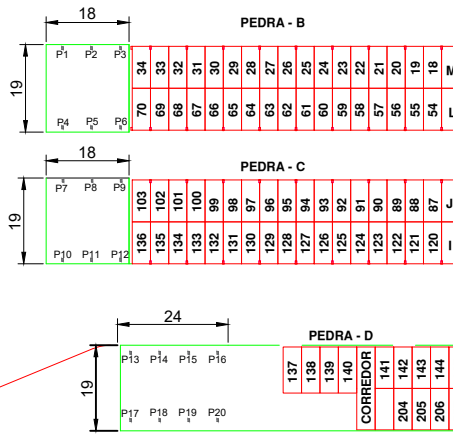 18
PEDRA - B
19
P1 P2 P3
34 33 32 31 30 29 28 27 26 25 24 23 22 21 20 19 18 M
P4 P5 P6
70 69 68 67 66 65 64 63 62 61 60 59 58 57 56 55 54 L
18
PEDRA - C
19
P7 P8 P9
103 102 101 100 99 98 97 96 95 94 93 92 91 90 89 88 87 J
P10 P11 P12
136 135 134 133 132 131 130 129 128 127 126 125 124 123 122 121 120 I
24
PEDRA - D
19
P13 P14 P15 P16
137 138 139 140 CORREDOR 141 142 143 144
P17 P18 P19 P20
204 205 206